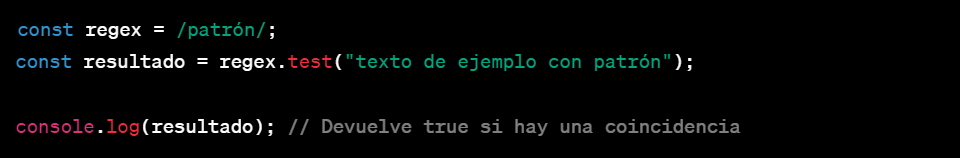 const regex = /patrón/;
const resultado = regex.test("texto de ejemplo con patrón");
console.log(resultado); // Devuelve true si hay una coincidencia